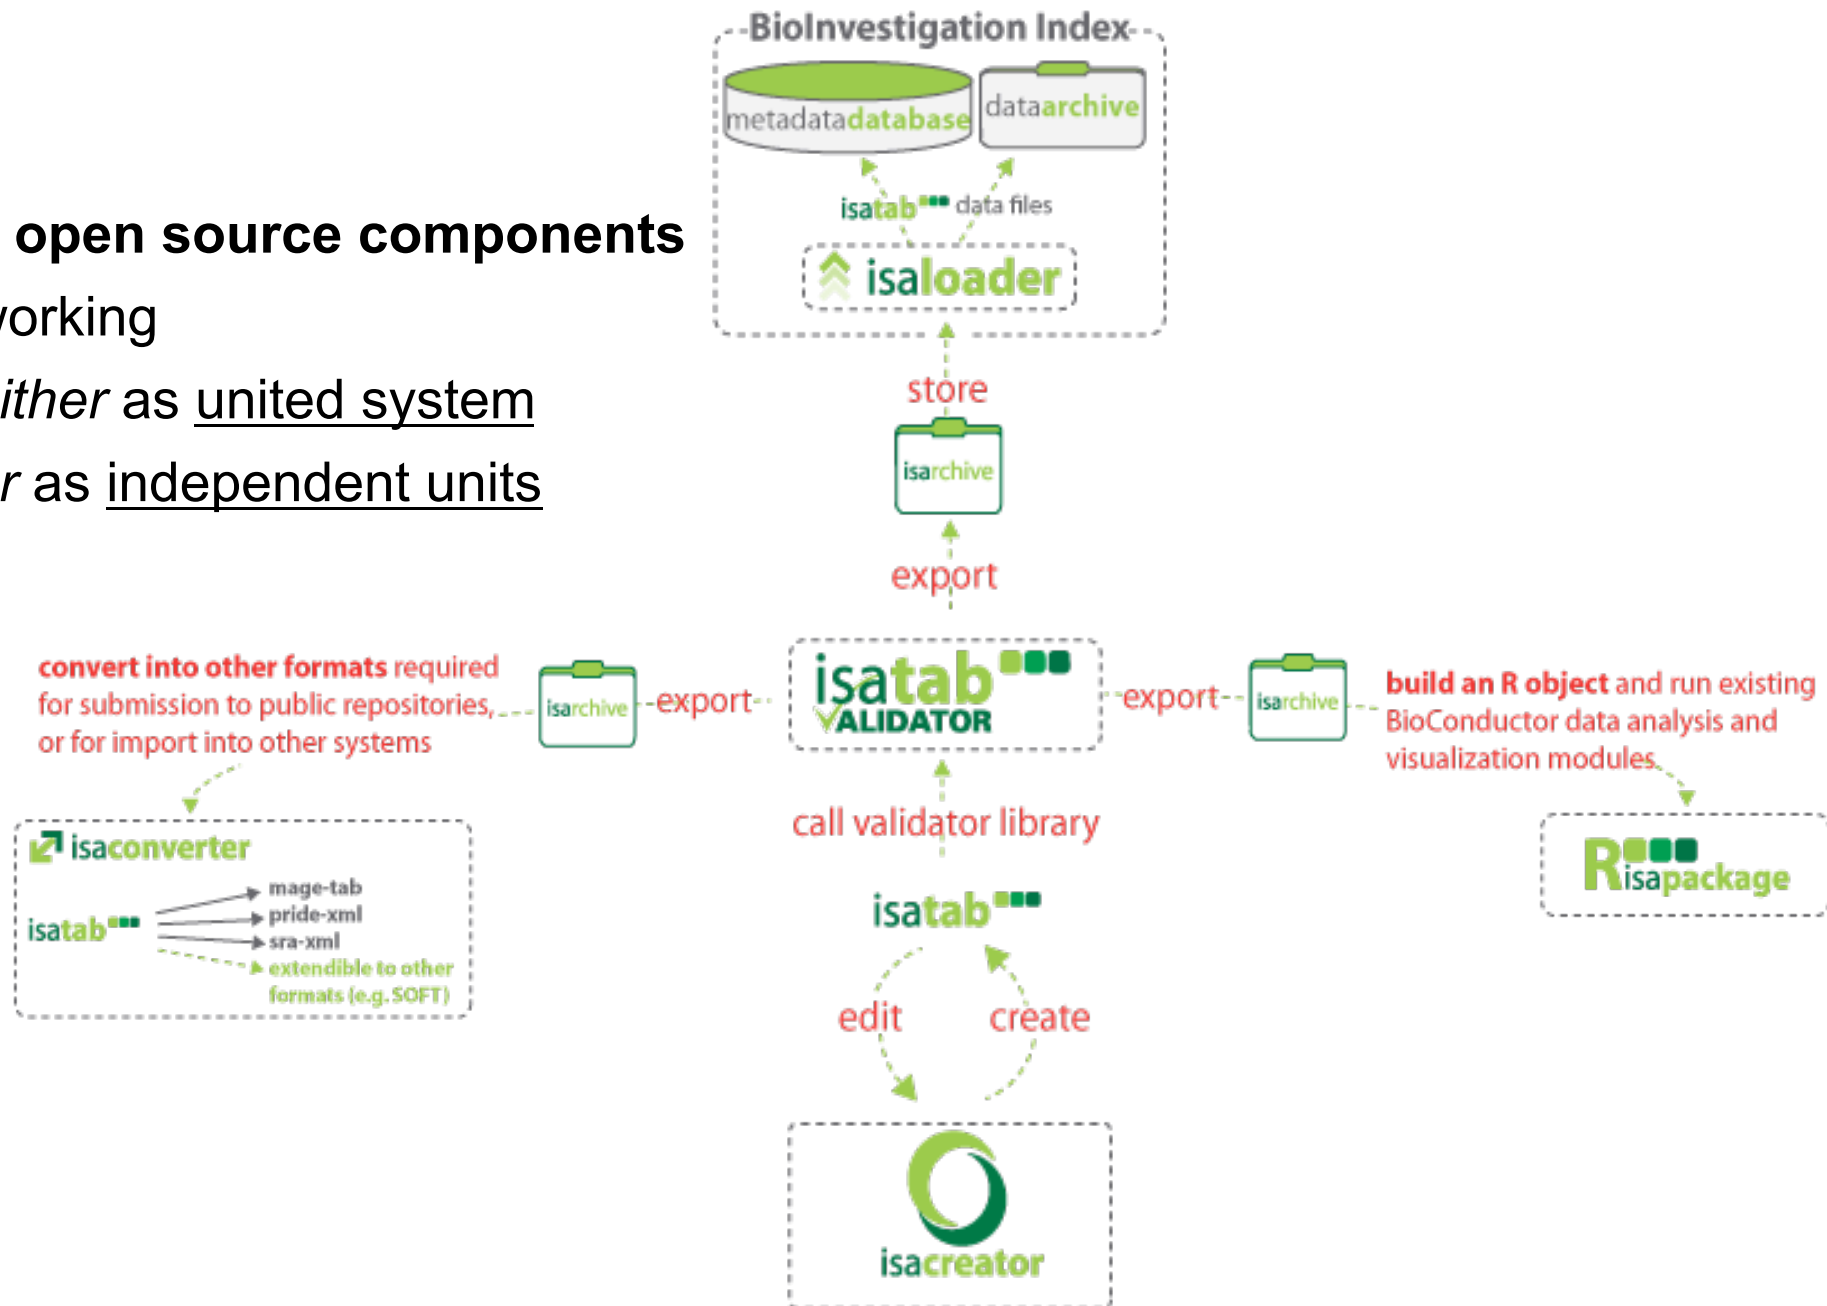 BioInvestigation Index
metadatadatabase
dataarchive
isatab data files
open source components
isaloader
working
ither as united system
store
r as independent units
isarchive
export
convert into other formats required
for submission to public repositories,
or for import into other systems
isarchive
export
isatab
VALIDATOR
export
isarchive
build an R object and run existing
BioConductor data analysis and
visualization modules
call validator library
isaconverter
isatab
mage-tab
pride-xml
sra-xml
extendible to other
formats (e.g. SOFT)
Risapackage
isatab
edit
create
isacreator